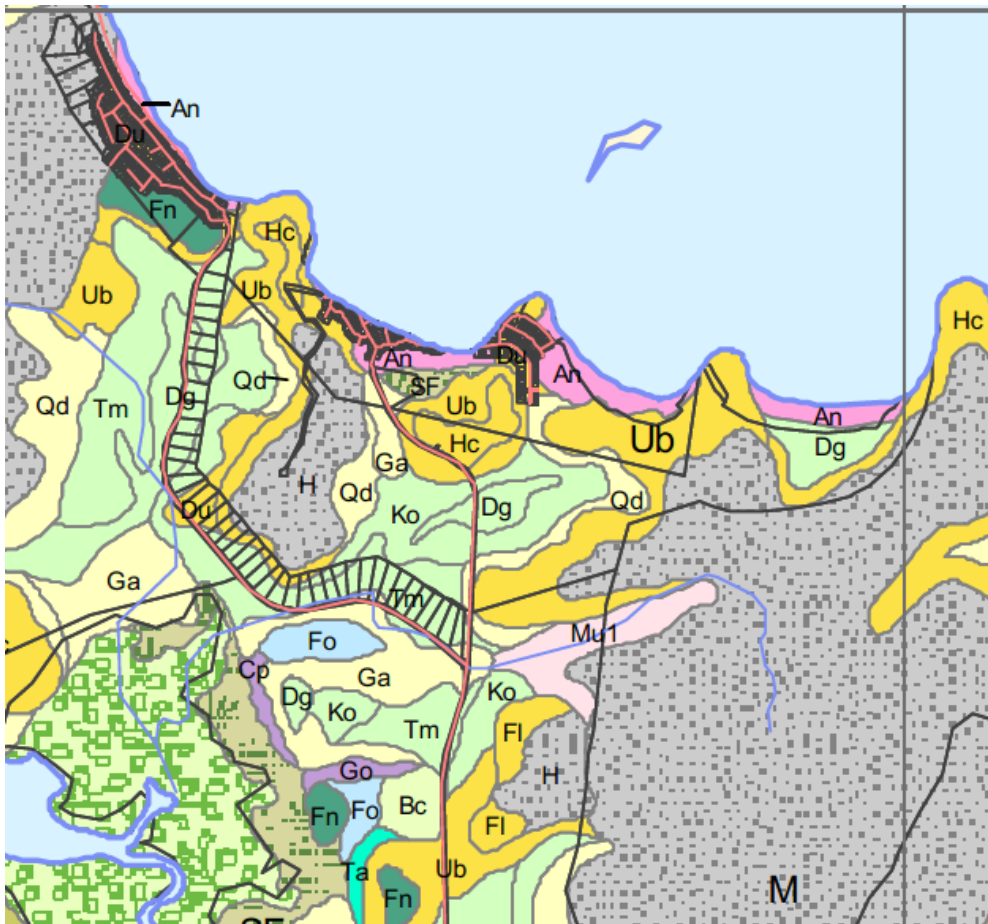 An
Du
Fn
Hc
Ub
Ub
Hc
Qd
An
Du
SF
An
Qd
Tm
Dg
Ub
An
Ub
Hc
Dg
Ga
H
Qd
Qd
Ko
Dg
Du
Ga
Tm
Mu1
Fo
Cp
Ga
Dg
Ko
Ko
Tm
Fl
Go
H
Fn
Fo
Bc
Fl
Ta
Ub
Fn
M